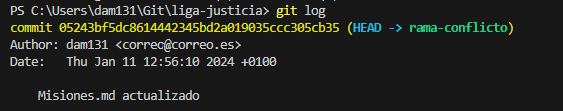 PS C:\Users\dam131\Git\liga-justicia> git log
commit 05243bf5dc8614442345bd2a019035ccc305cb35 (HEAD -> rama-conflicto)
Author: dam131 <correc@correo.es>
Date:   Thu Jan 11 12:56:10 2024 +0100
    Misiones.md actualizado